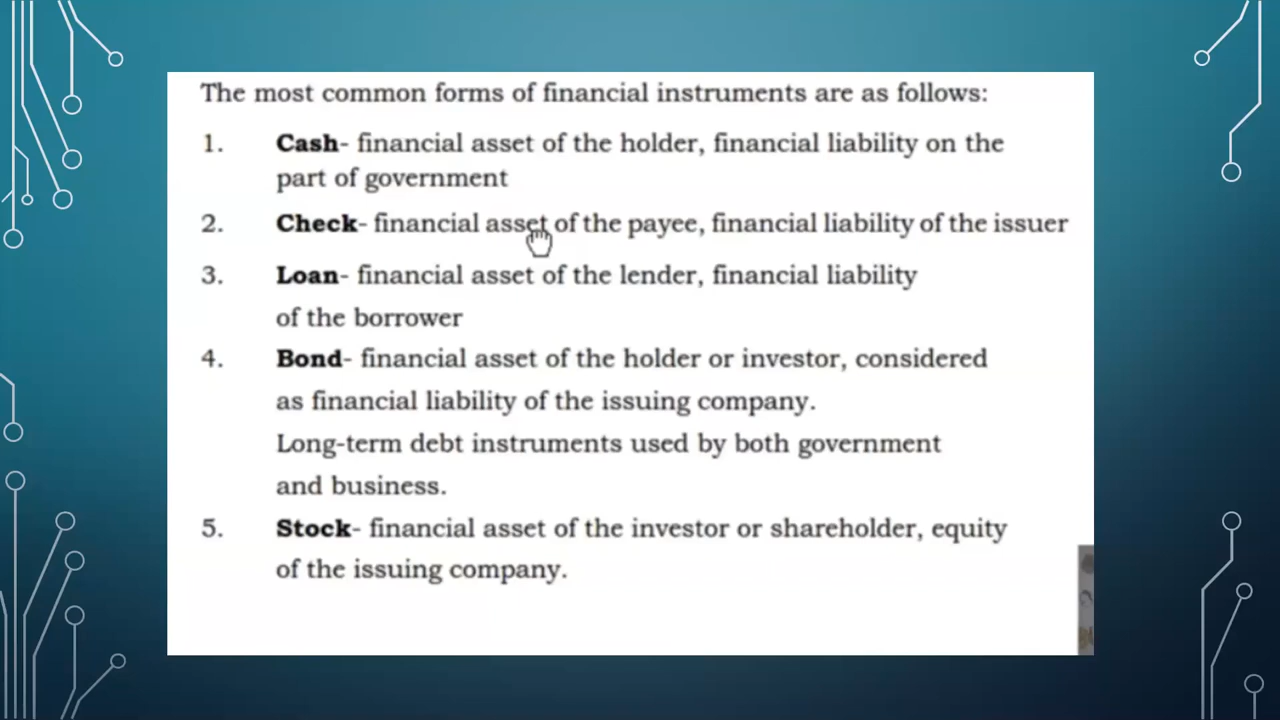 The most common forms of financial instruments are as follows:
1. Cash- financial asset of the holder, financial liability on the
part of government
2. Check- financial asset of the payee, financial liability of the issuer
3. Loan- financial asset of the lender, financial liability
of the borrower
4. Bond- financial asset of the holder or investor, considered
as financial liability of the issuing company.
Long-term debt instruments used by both government
and business.
5. Stock- financial asset of the investor or shareholder, equity
of the issuing company.